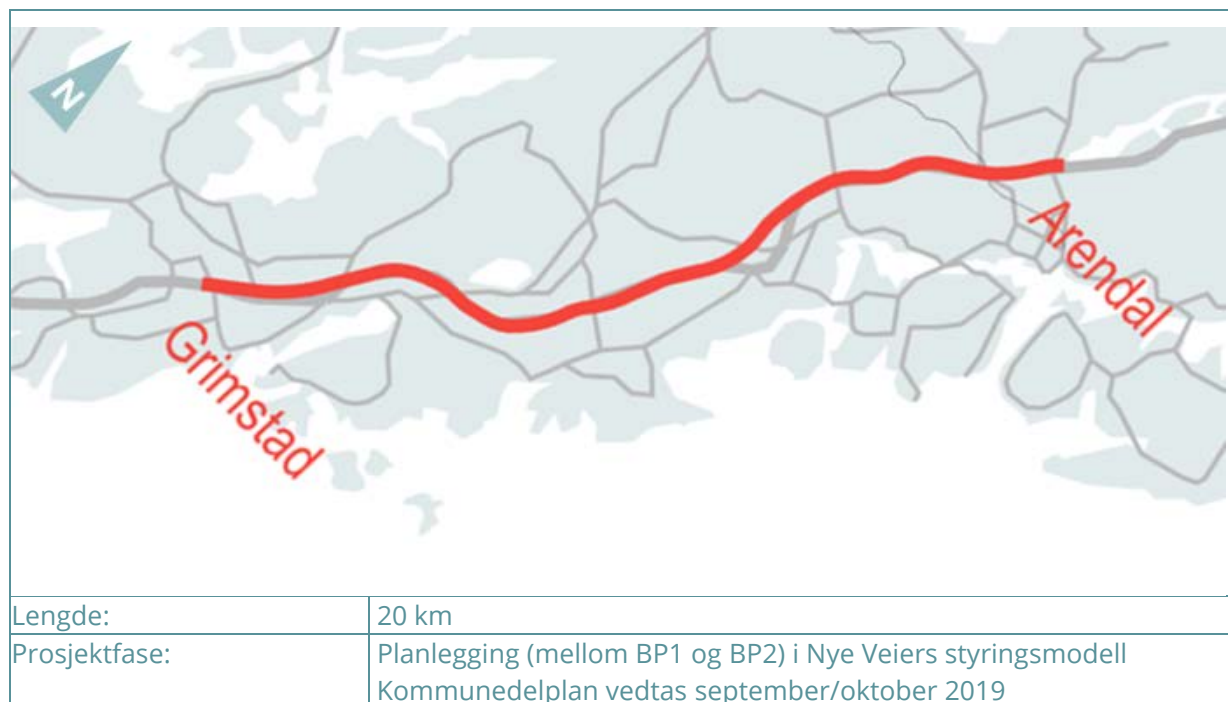 N
Grimstad
Arendal
Lengde:
20 km
Prosjektfase:
Planlegging (mellom BP1 og BP2) i Nye Veiers styringsmodell
Kommunedelplan vedtas september/oktober 2019